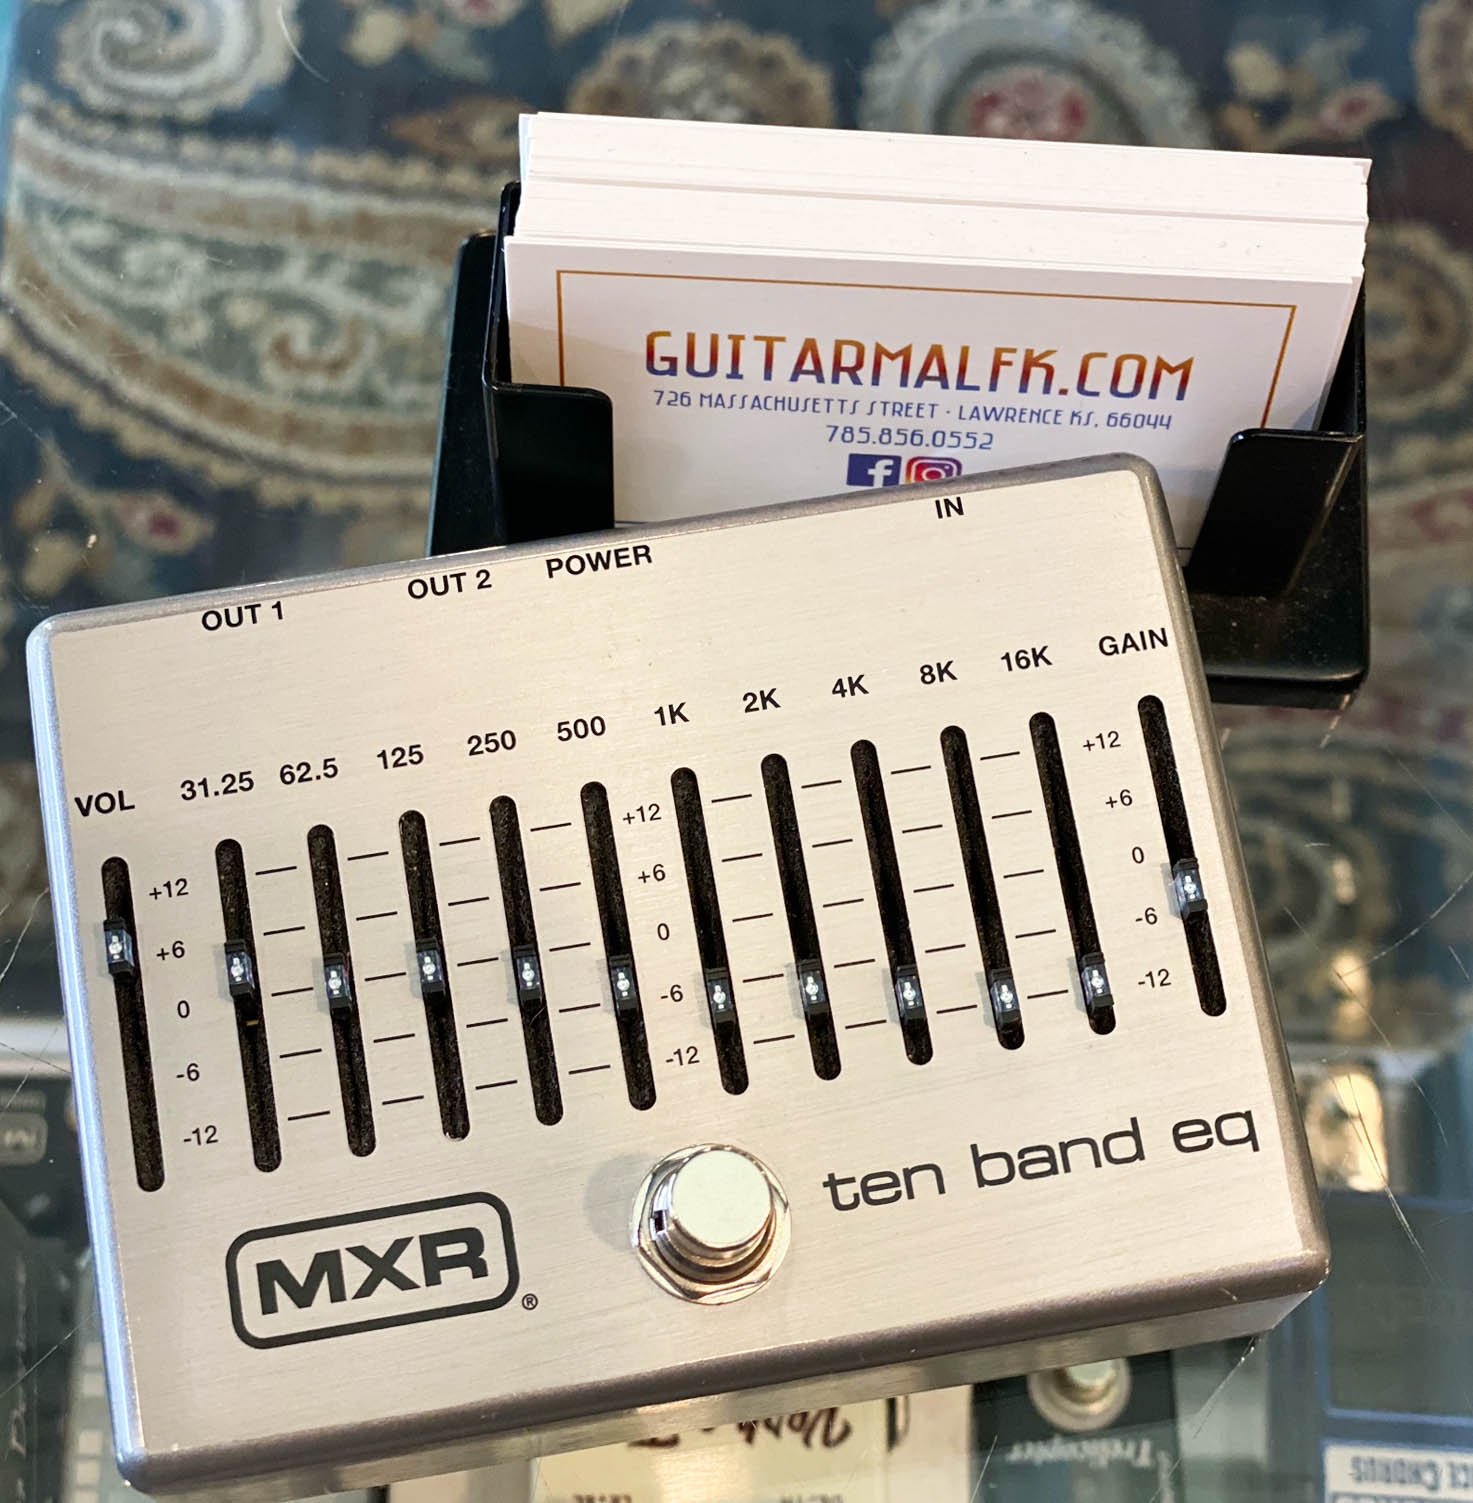 GUITARMALFK.COM
726 MASSACHUSETTS STREET · LAWRENCE KS, 66044
785.856.0552
IN
OUT 1 OUT 2 POWER
VOL 31.25 62.5 125 250 500 1K 2K 4K 8K 16K GAIN
+12 +12 +12
+6 +6 +6
0 0 0
-6 -6 -6
-12 -12 -12
MXR®
ten band eq
CHORUS